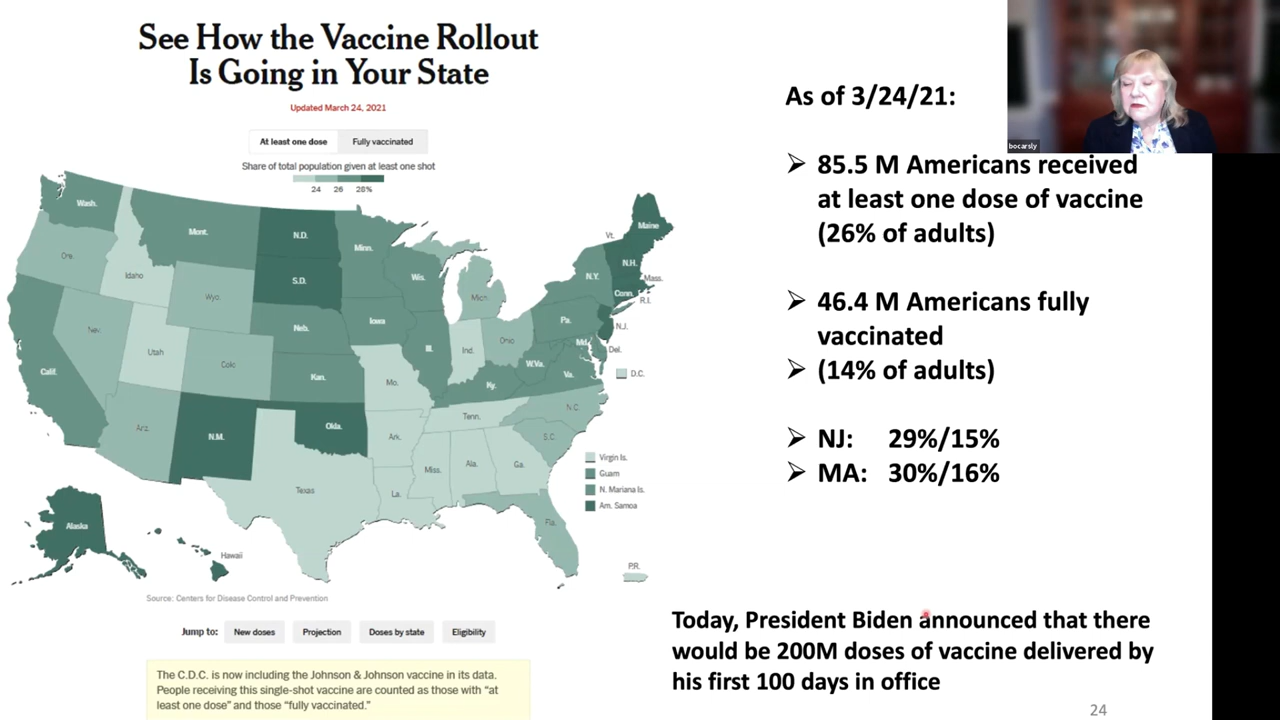 See How the Vaccine Rollout
Is Going in Your State
Updated March 24, 2021
At least one dose
Fully vaccinated
Share of total population given at least one shot
24 26 28%
Wash.
Mont.
N.D.
Minn.
Vt.
Maine
Ore.
Idaho
S.D.
Wis.
N.Y.
N.H.
Mass.
Wyo.
Mich.
Conn.
R.I.
Nev.
Neb.
Iowa
Pa.
N.J.
Utah
Colo.
Ill.
Ind.
Ohio
Md.
Del.
Calif.
Kan.
Mo.
Ky.
W.Va.
Va.
D.C.
Ariz.
N.M.
Okla.
Ark.
Tenn.
N.C.
S.C.
Texas
La.
Miss.
Ala.
Ga.
Fla.
Virgin Is.
Guam
N. Mariana Is.
Am. Samoa
Alaska
Hawaii
P.R.
Source: Centers for Disease Control and Prevention
Jump to:
New doses
Projection
Doses by state
Eligibility
The C.D.C. is now including the Johnson & Johnson vaccine in its data.
People receiving this single-shot vaccine are counted as those with “at
least one dose” and those “fully vaccinated.”
bocarsly
As of 3/24/21:
➢ 85.5 M Americans received
at least one dose of vaccine
(26% of adults)
➢ 46.4 M Americans fully
vaccinated
➢ (14% of adults)
➢ NJ: 29%/15%
➢ MA: 30%/16%
Today, President Biden announced that there
would be 200M doses of vaccine delivered by
his first 100 days in office
24